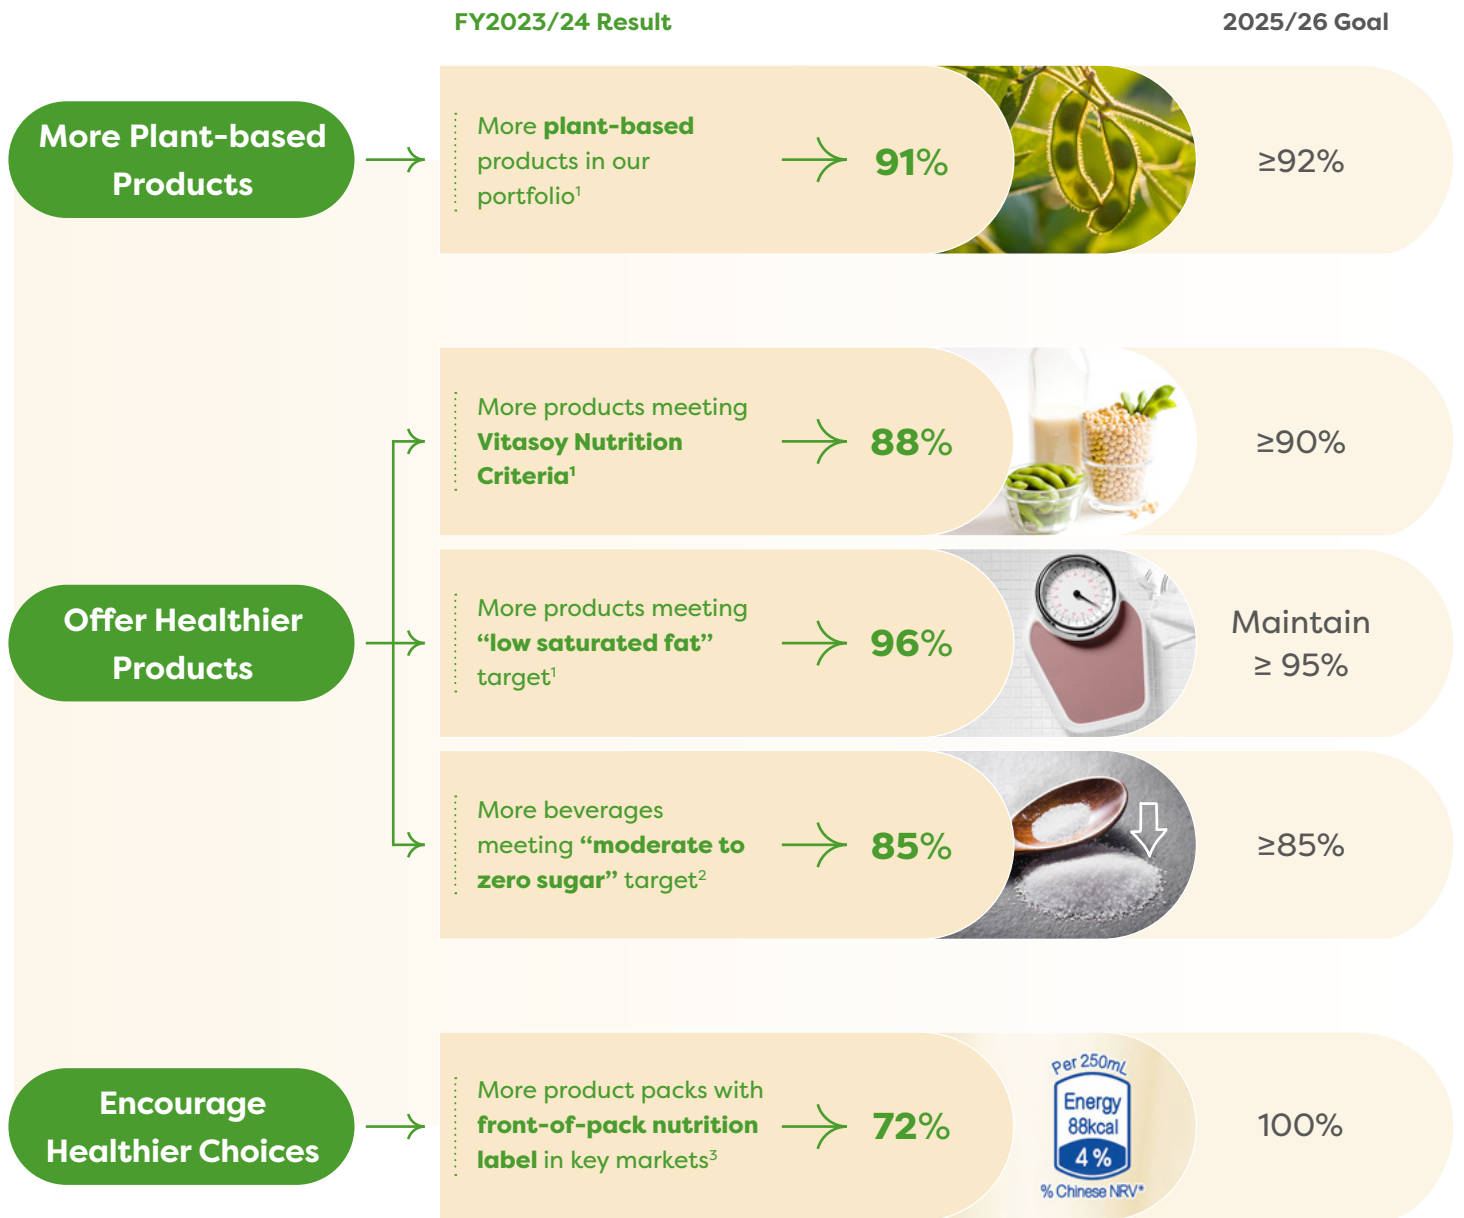 FY2023/24 Result
2025/26 Goal
More Plant-based
Products
More plant-based
products in our
portfolio¹
91%
≥92%
Offer Healthier
Products
More products meeting
Vitasoy Nutrition
Criteria¹
88%
≥90%
More products meeting
“low saturated fat”
target¹
96%
Maintain
≥ 95%
More beverages
meeting “moderate to
zero sugar” target²
85%
≥85%
Encourage
Healthier Choices
More product packs with
front-of-pack nutrition
label in key markets³
72%
Per 250mL
Energy
88kcal
4%
% Chinese NRV*
100%